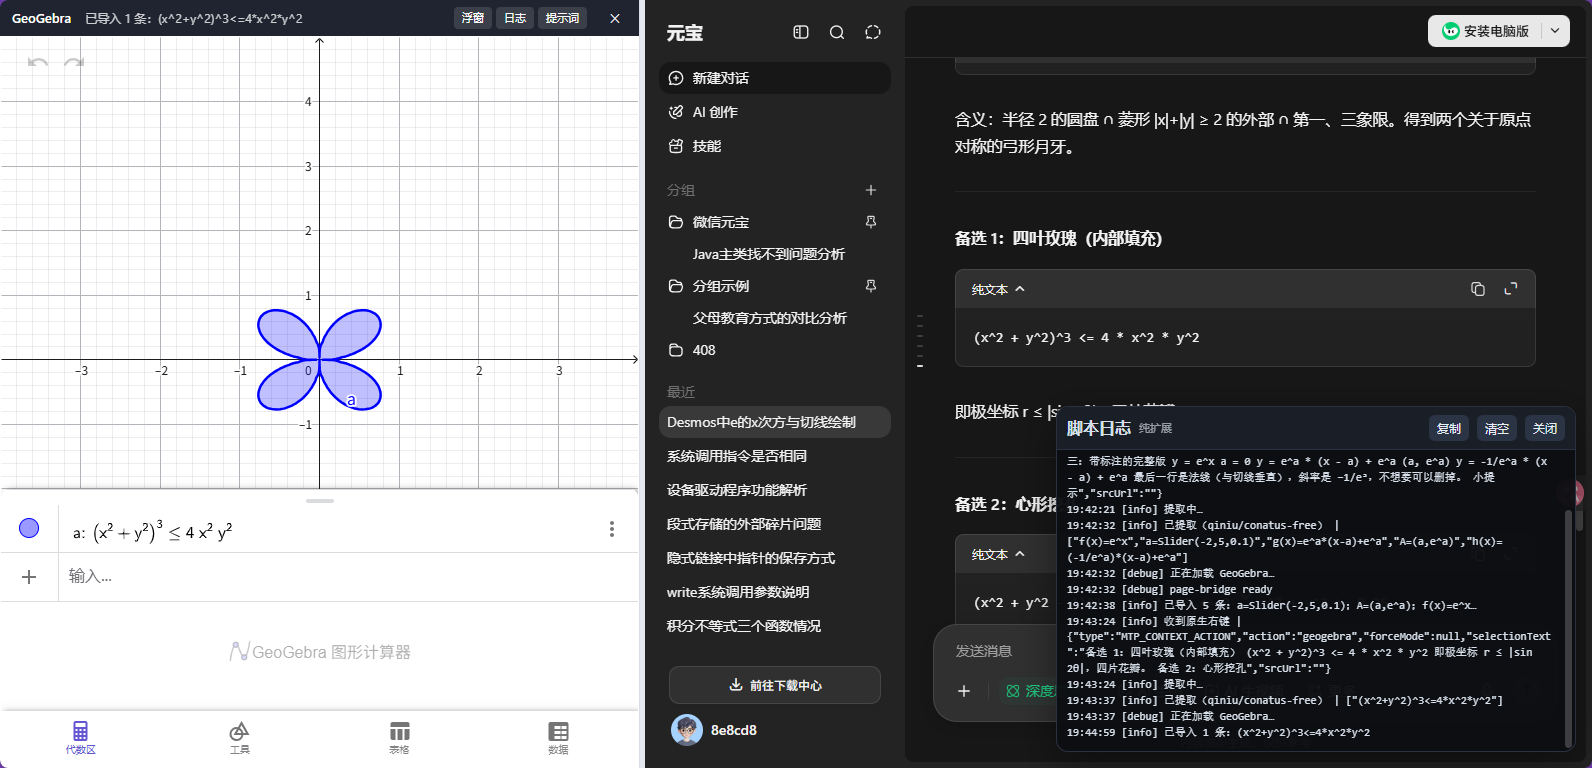 GeoGebra 已导入 1 条: (x^2+y^2)^3<=4*x^2*y^2 浮窗 日志 提示词
4
3
2
1
−3 −2 −1 0 1 2 3
a
−1
a: (x² + y²)³ ≤ 4 x² y²
输入...
GeoGebra 图形计算器
代数区 工具 表格 数据
元宝
新建对话
AI 创作
技能
分组
微信元宝
Java主类找不到问题分析
分组示例
父母教育方式的对比分析
408
最近
Desmos中e的x次方与切线绘制
系统调用指令是否相同
设备驱动程序功能解析
段式存储的外部碎片问题
隐式链接中指针的保存方式
write系统调用参数说明
积分不等式三个函数情况
前往下载中心
8e8cd8
安装电脑版
含义：半径 2 的圆盘 ∩ 菱形 |x|+|y| ≥ 2 的外部 ∩ 第一、三象限。得到两个关于原点
对称的弓形月牙。
备选 1：四叶玫瑰（内部填充）
纯文本
(x^2 + y^2)^3 <= 4 * x^2 * y^2
即极坐标 r ≤
备选 2：心形挖
纯文本
(x^2 + y^2
发送消息
深度
脚本日志 纯扩展 复制 清空 关闭
三：带标注的完整版 y = e^x a = 0 y = e^a * (x - a) + e^a (a, e^a) y = -1/e^a * (x
- a) + e^a 最后一行是法线（与切线垂直），斜率是 −1/eᵃ，不想要可以删掉。 小提
示","srcUrl":""}
19:42:21 [info] 提取中…
19:42:32 [info] 已提取（qiniu/conatus-free） |
["f(x)=e^x","a=Slider(-2,5,0.1)","g(x)=e^a*(x-a)+e^a","A=(a,e^a)","h(x)=
(-1/e^a)*(x-a)+e^a"]
19:42:32 [debug] 正在加载 GeoGebra…
19:42:32 [debug] page-bridge ready
19:42:38 [info] 已导入 5 条: a=Slider(-2,5,0.1); A=(a,e^a); f(x)=e^x…
19:43:24 [info] 收到原生右键 |
{"type":"MTP_CONTEXT_ACTION","action":"geogebra","forceMode":null,"selectionText
":"备选 1：四叶玫瑰（内部填充） (x^2 + y^2)^3 <= 4 * x^2 * y^2 即极坐标 r ≤ |sin
2θ|，四片花瓣。 备选 2：心形挖孔","srcUrl":""}
19:43:24 [info] 提取中…
19:43:37 [info] 已提取（qiniu/conatus-free） | ["(x^2+y^2)^3<=4*x^2*y^2"]
19:43:37 [debug] 正在加载 GeoGebra…
19:44:59 [info] 已导入 1 条: (x^2+y^2)^3<=4*x^2*y^2